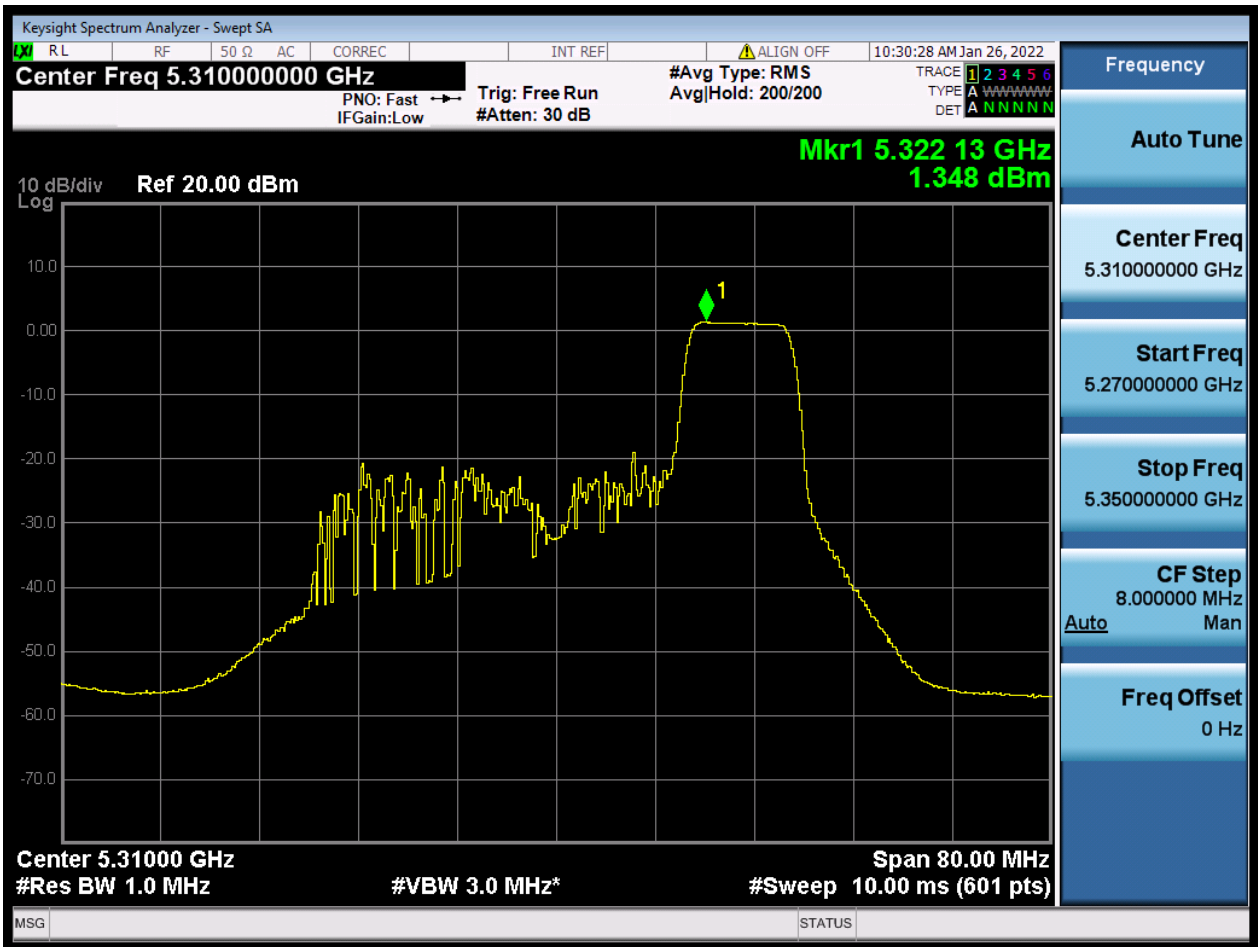 Keysight Spectrum Analyzer - Swept SA
LXI RL RF 50 Ω AC CORREC INT REF ALIGN OFF 10:30:28 AM Jan 26, 2022
Center Freq 5.310000000 GHz
PNO: Fast
IFGain:Low
Trig: Free Run
#Atten: 30 dB
#Avg Type: RMS
Avg|Hold: 200/200
TRACE 1 2 3 4 5 6
TYPE A WWWWW
DET A N N N N N
Mkr1 5.322 13 GHz
1.348 dBm
10 dB/div Ref 20.00 dBm
Log
10.0
0.00
-10.0
-20.0
-30.0
-40.0
-50.0
-60.0
-70.0
1
Center 5.31000 GHz Span 80.00 MHz
#Res BW 1.0 MHz #VBW 3.0 MHz* #Sweep 10.00 ms (601 pts)
MSG STATUS
Frequency
Auto Tune
Center Freq
5.310000000 GHz
Start Freq
5.270000000 GHz
Stop Freq
5.350000000 GHz
CF Step
8.000000 MHz
Auto Man
Freq Offset
0 Hz